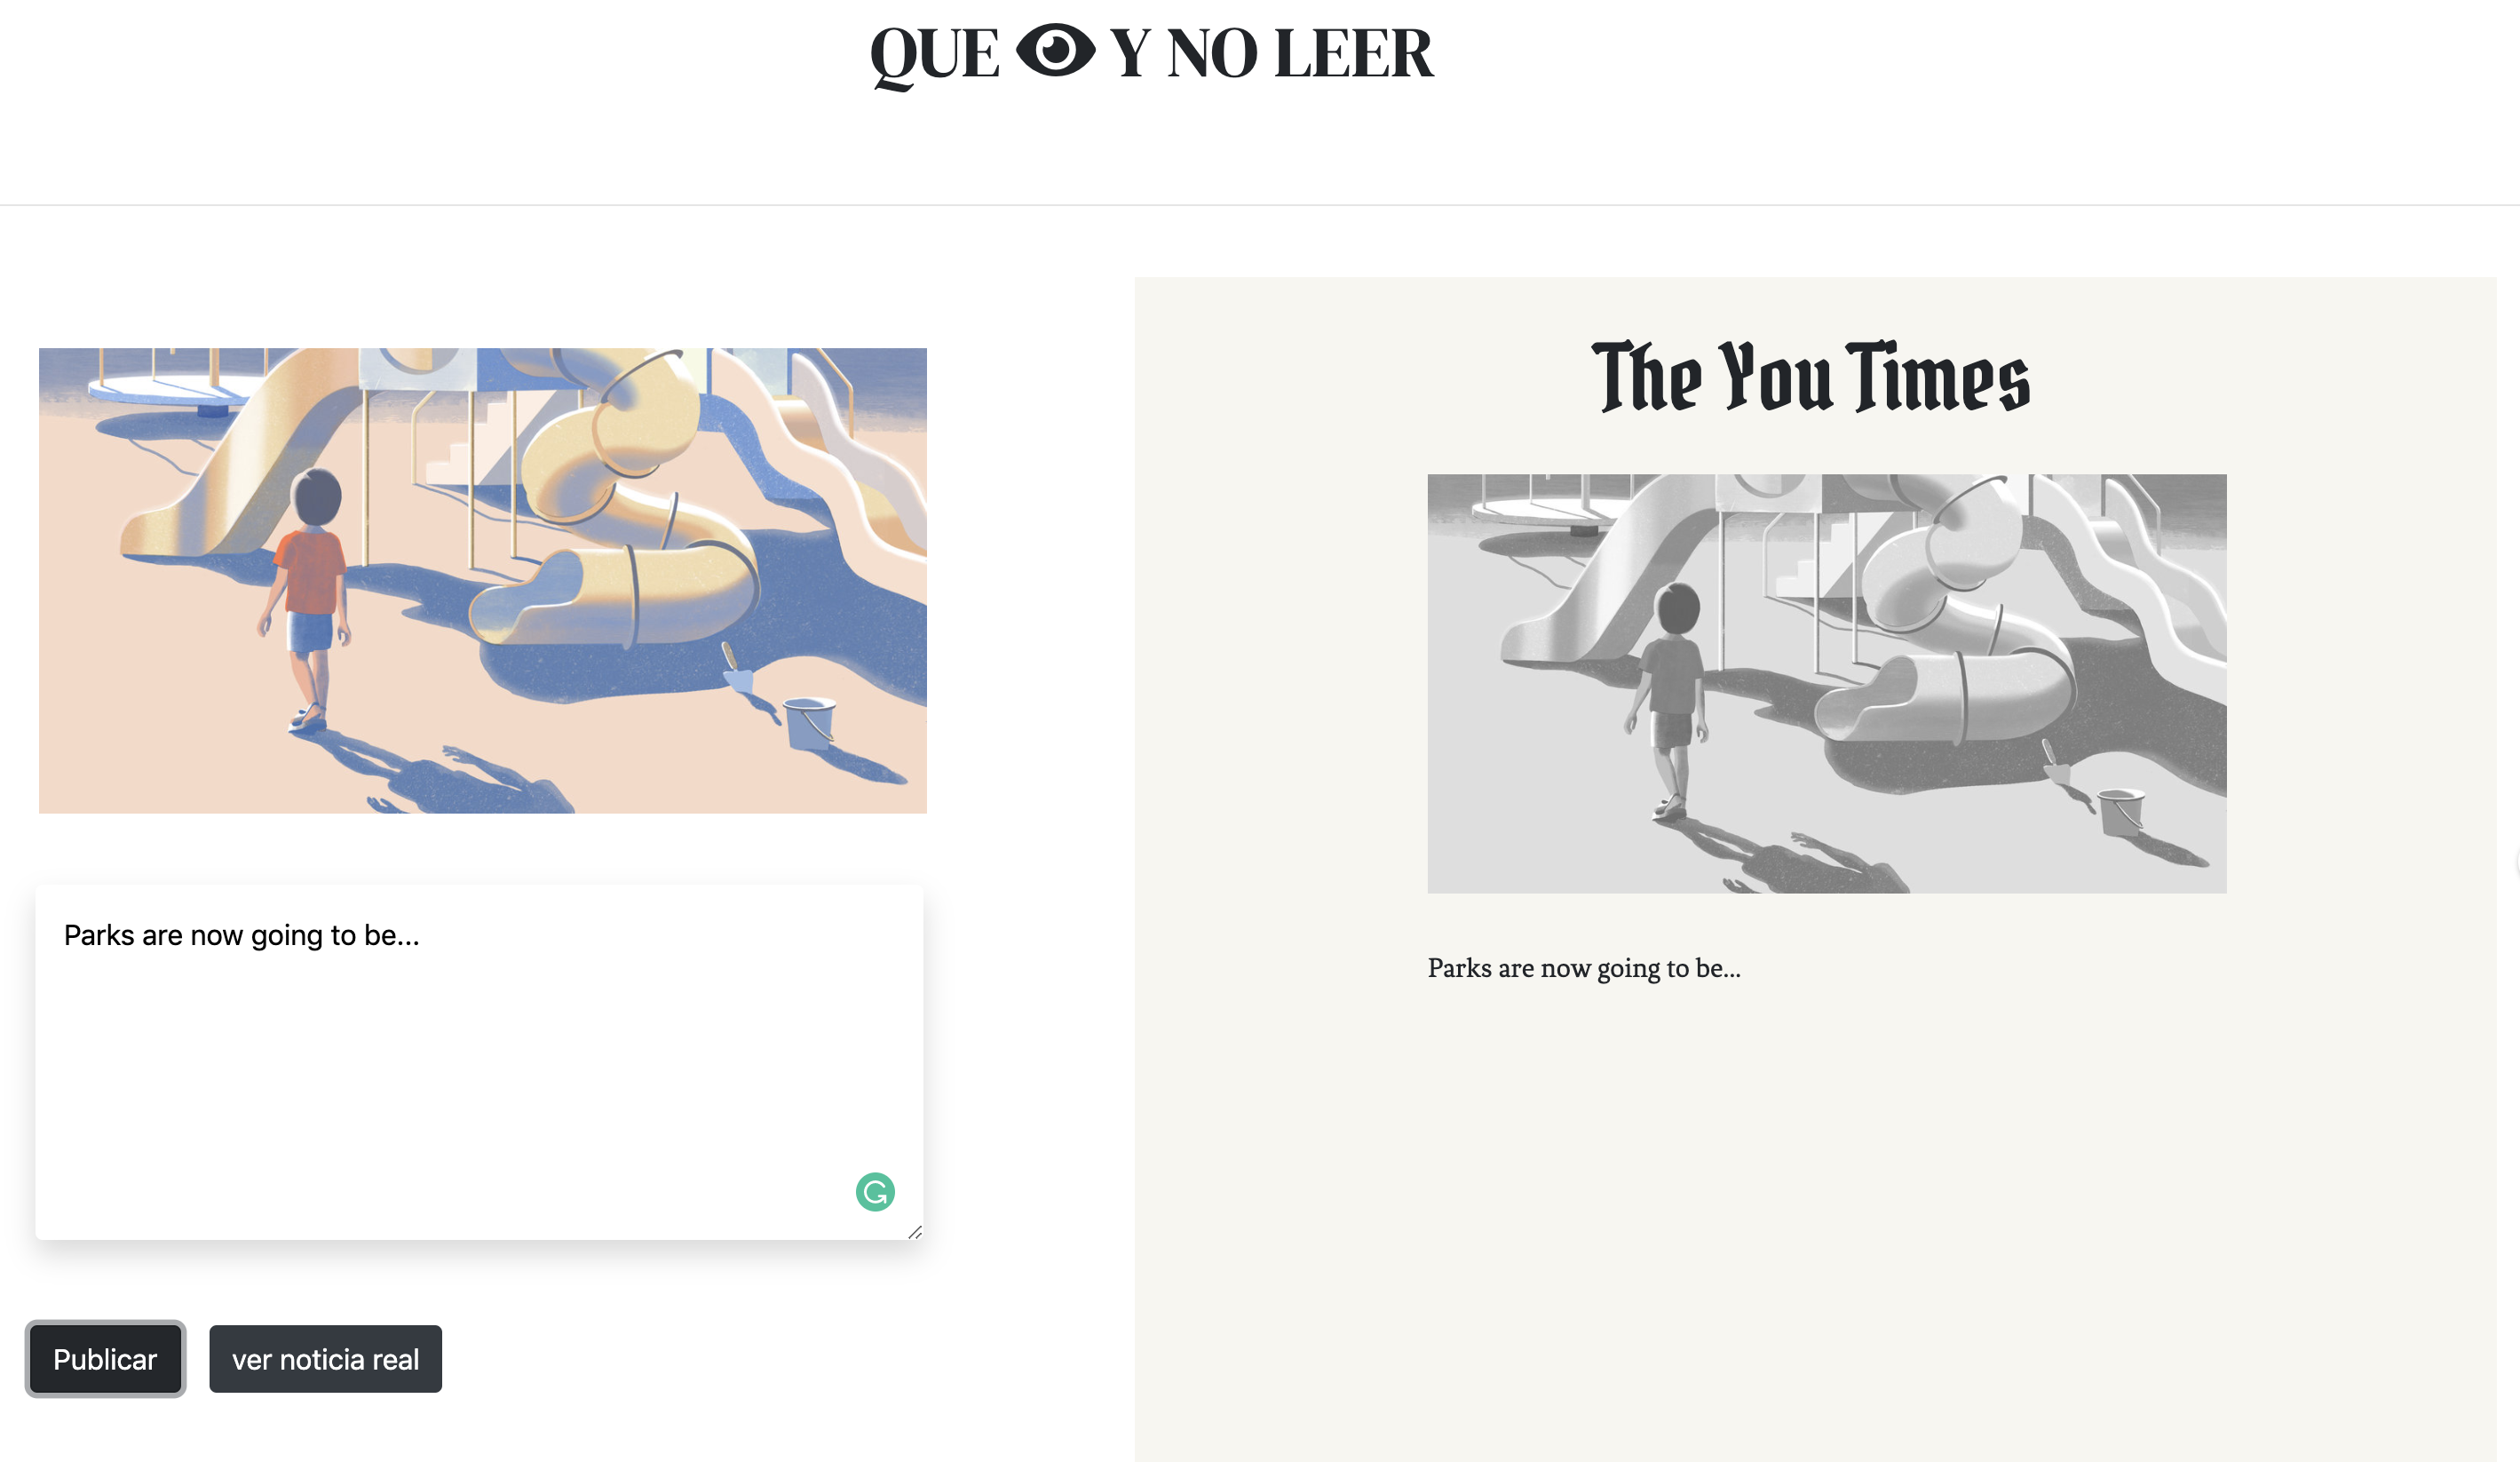 QUE Y NO LEER
The You Times
Parks are now going to be...
Parks are now going to be...
Publicar
ver noticia real